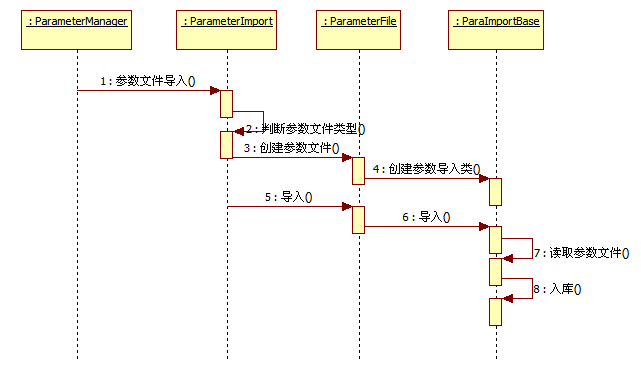 : ParameterManager
: ParameterImport
: ParameterFile
: ParaImportBase
1 : 参数文件导入()
2 : 判断参数文件类型()
3 : 创建参数文件()
4 : 创建参数导入类()
5 : 导入()
6 : 导入()
7 : 读取参数文件()
8 : 入库()